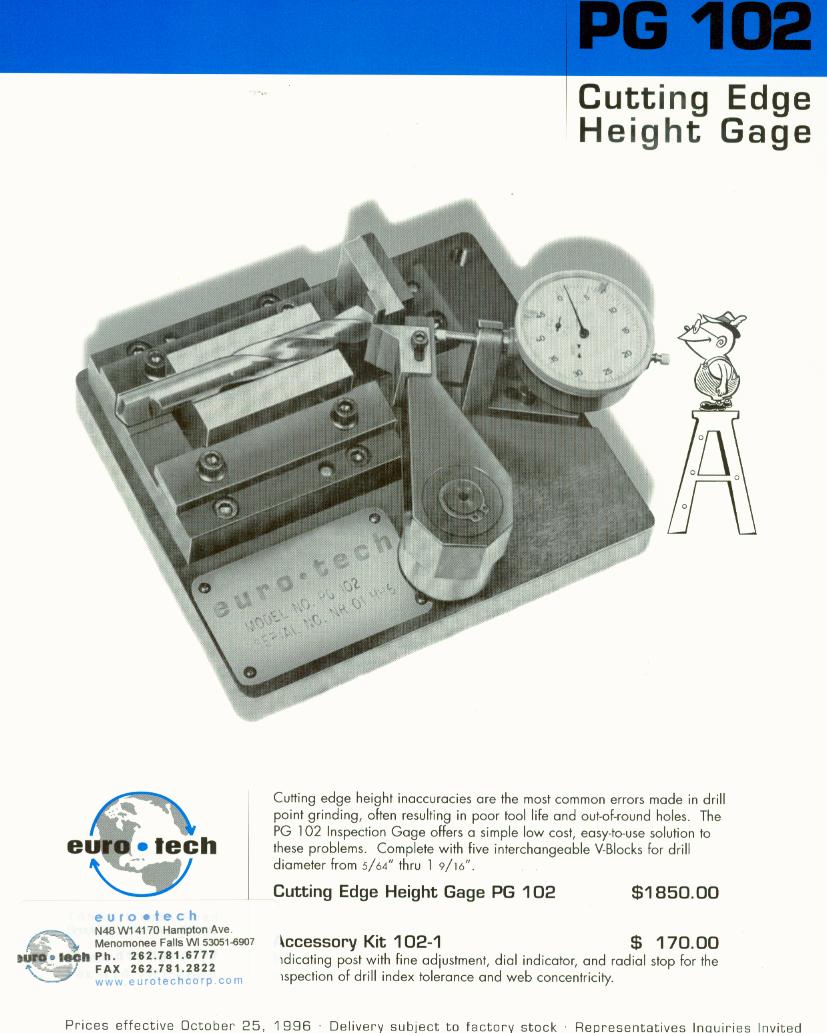 PG 102
Cutting Edge
Height Gage
euro•tech
MODEL NO. PG 102
SERIAL NO. NR 01
euro•tech
Cutting edge height inaccuracies are the most common errors made in drill
point grinding, often resulting in poor tool life and out-of-round holes. The
PG 102 Inspection Gage offers a simple low cost, easy-to-use solution to
these problems. Complete with five interchangeable V-Blocks for drill
diameter from 5/64" thru 1 9/16".
Cutting Edge Height Gage PG 102 $1850.00
Accessory Kit 102-1 $ 170.00
ndicating post with fine adjustment, dial indicator, and radial stop for the
nspection of drill index tolerance and web concentricity.
euro•tech
euro•tech
N48 W14170 Hampton Ave.
Menomonee Falls WI 53051-6907
Ph. 262.781.6777
FAX 262.781.2822
www.eurotechcorp.com
Prices effective October 25, 1996 · Delivery subject to factory stock · Representatives Inquiries Invited